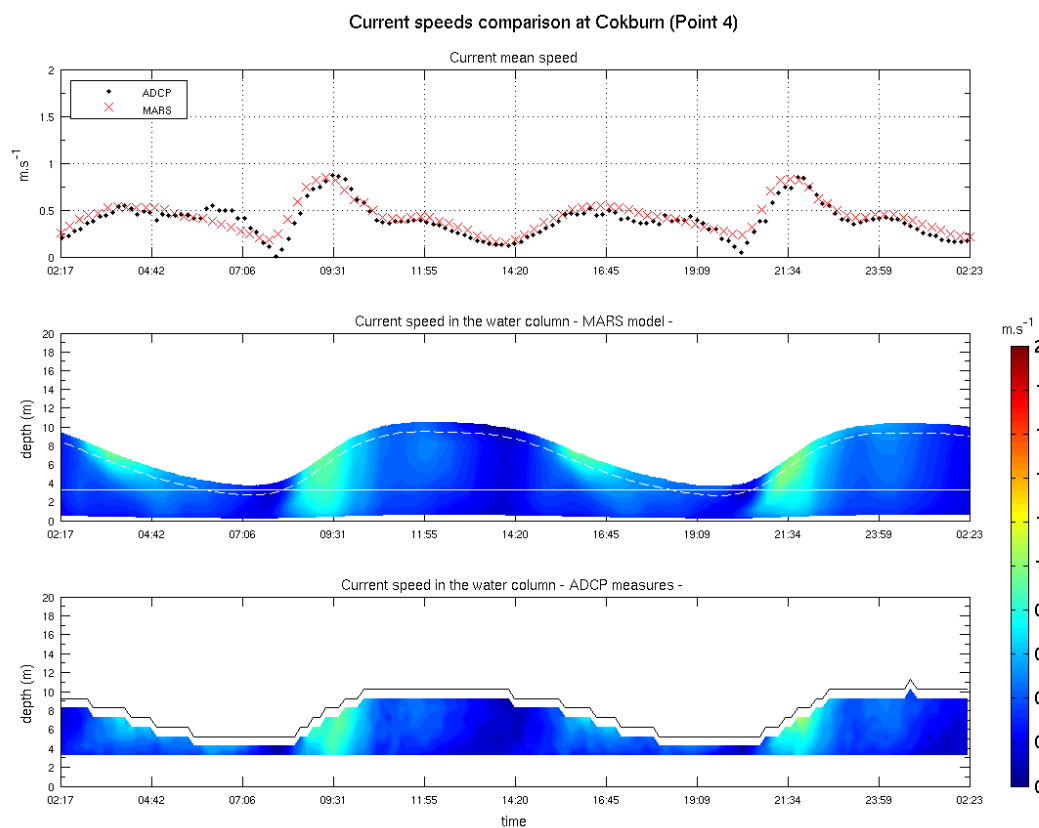 Current speeds comparison at Cokburn (Point 4)
Current mean speed
2
1.5
1
0.5
0
m.s-1
ADCP
MARS
02:17 04:42 07:06 09:31 11:55 14:20 16:45 19:09 21:34 23:59 02:23
Current speed in the water column - MARS model -
20
18
16
14
12
10
8
6
4
2
0
depth (m)
02:17 04:42 07:06 09:31 11:55 14:20 16:45 19:09 21:34 23:59 02:23
Current speed in the water column - ADCP measures -
20
18
16
14
12
10
8
6
4
2
0
depth (m)
02:17 04:42 07:06 09:31 11:55 14:20 16:45 19:09 21:34 23:59 02:23
time
m.s-1